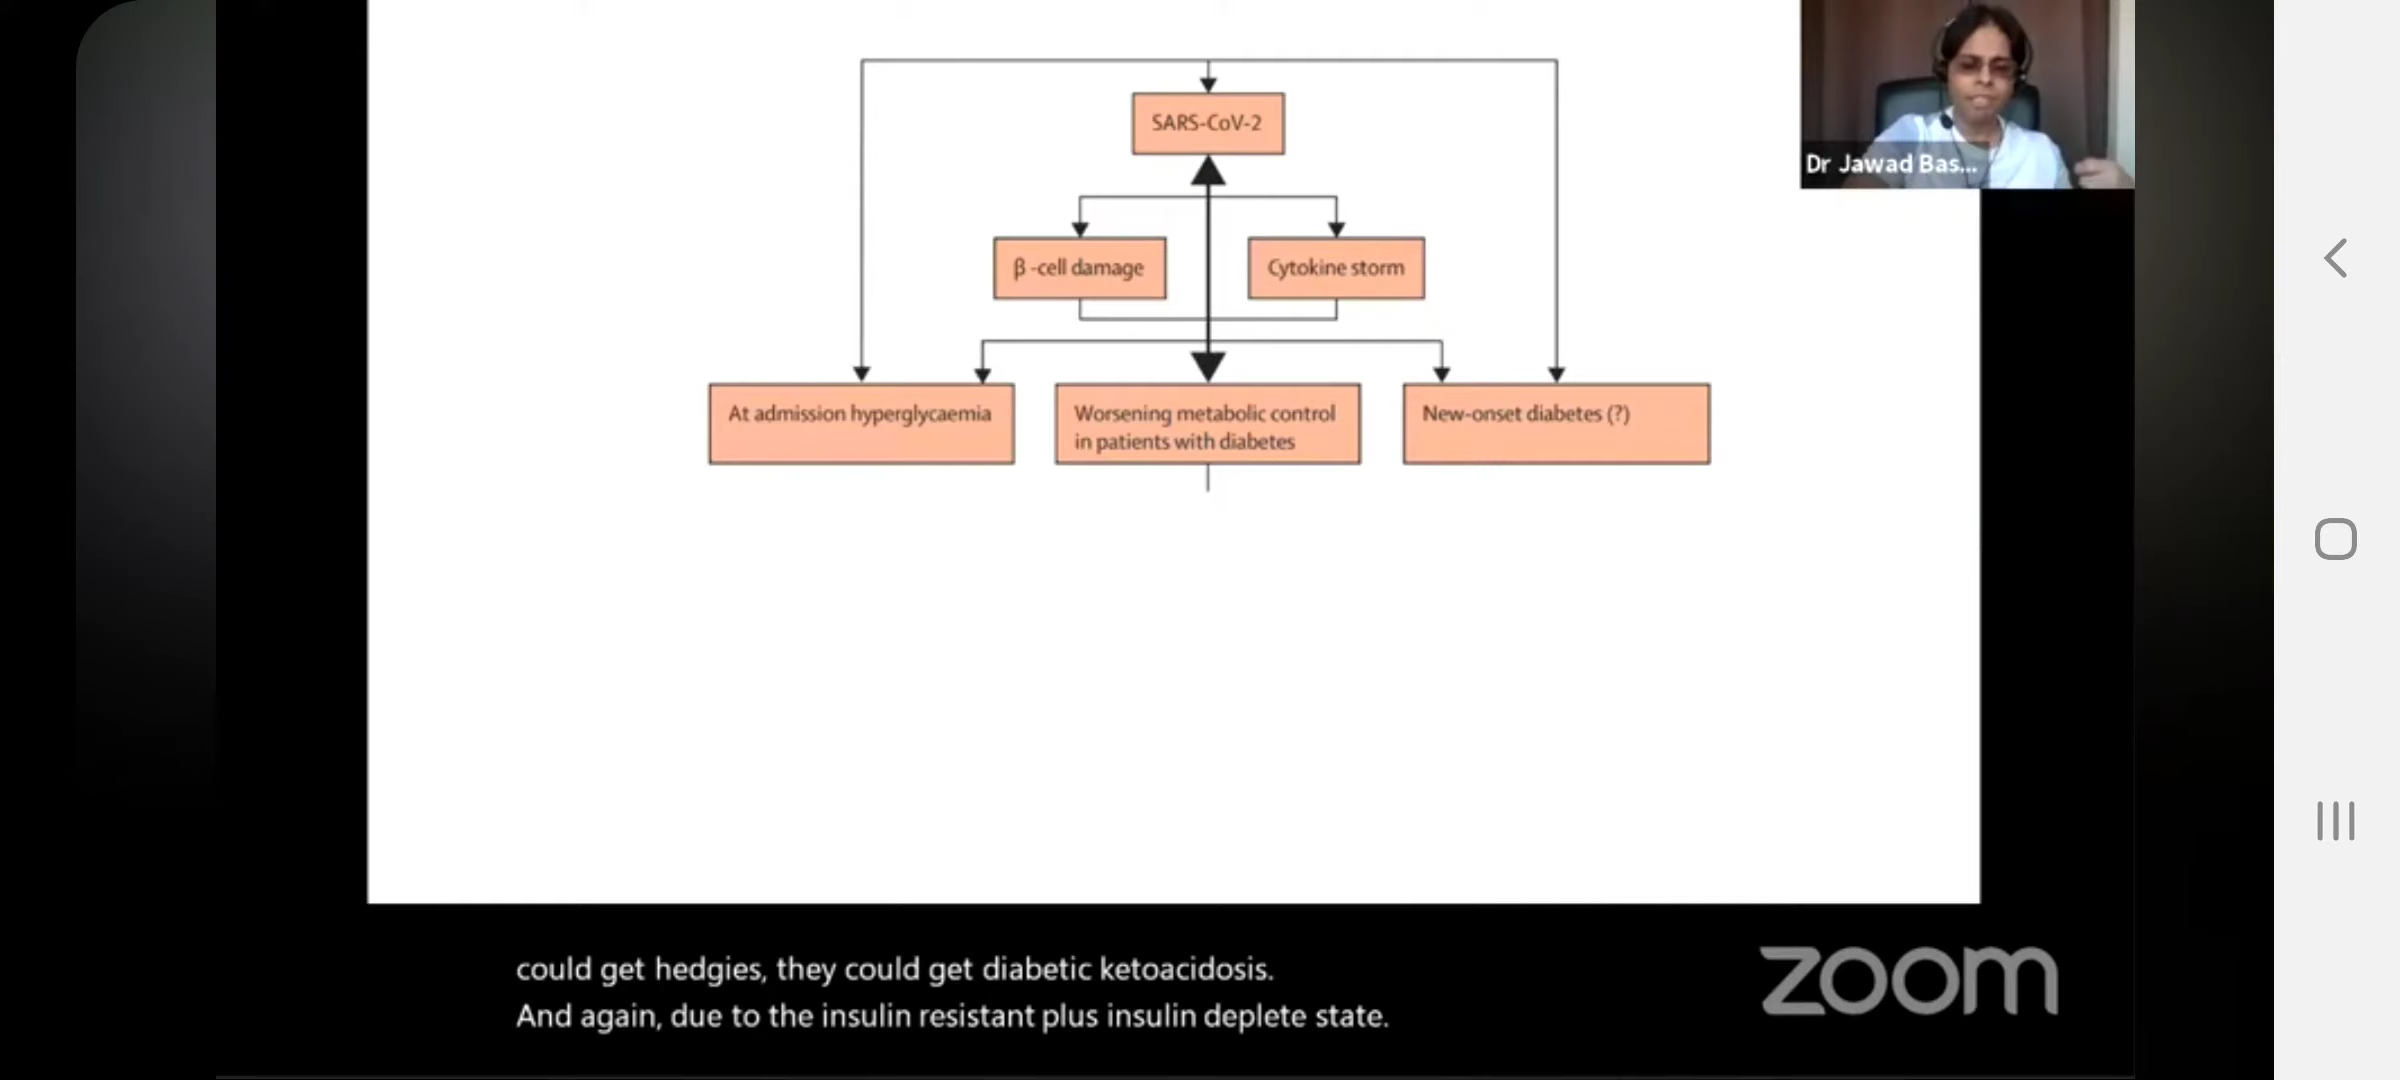 SARS-CoV-2
Dr Jawad Bas...
β -cell damage
Cytokine storm
At admission hyperglycaemia
Worsening metabolic control
in patients with diabetes
New-onset diabetes (?)
could get hedgies, they could get diabetic ketoacidosis.
And again, due to the insulin resistant plus insulin deplete state.
zoom